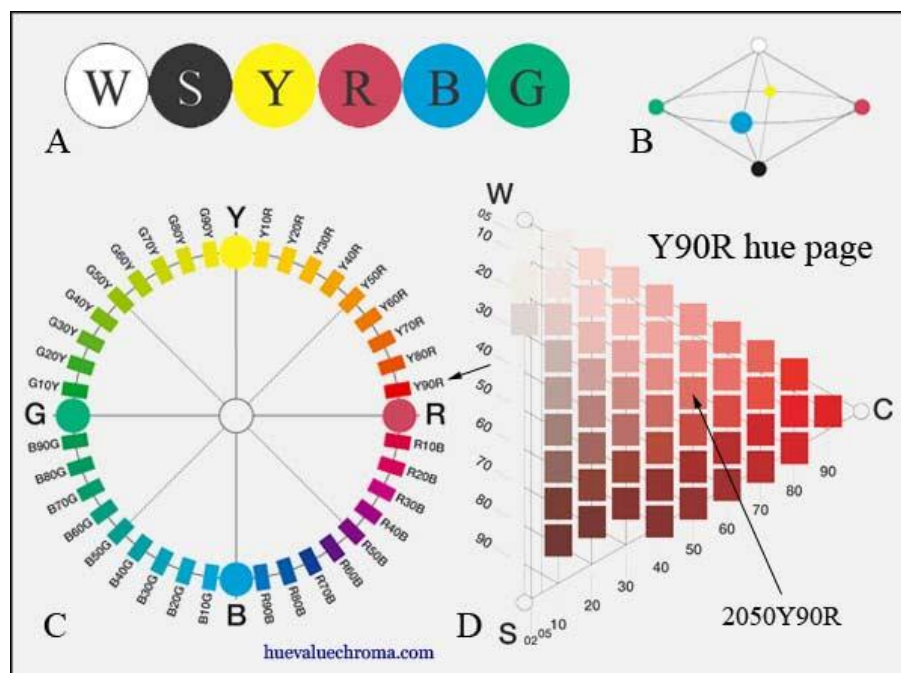 W S Y R B G
A
B
W
Y90R hue page
05
10
20
30
40
50
60
70
80
90
C
90
80
70
60
50
40
30
20
10
05
02
S
D
2050Y90R
Y
Y10R
Y20R
Y30R
Y40R
Y50R
Y60R
Y70R
Y80R
Y90R
R
R10B
R20B
R30B
R40B
R50B
R60B
R70B
R80B
R90B
B
B10G
B20G
B30G
B40G
B50G
B60G
B70G
B80G
B90G
G
G10Y
G20Y
G30Y
G40Y
G50Y
G60Y
G70Y
G80Y
G90Y
C
huevaluechroma.com